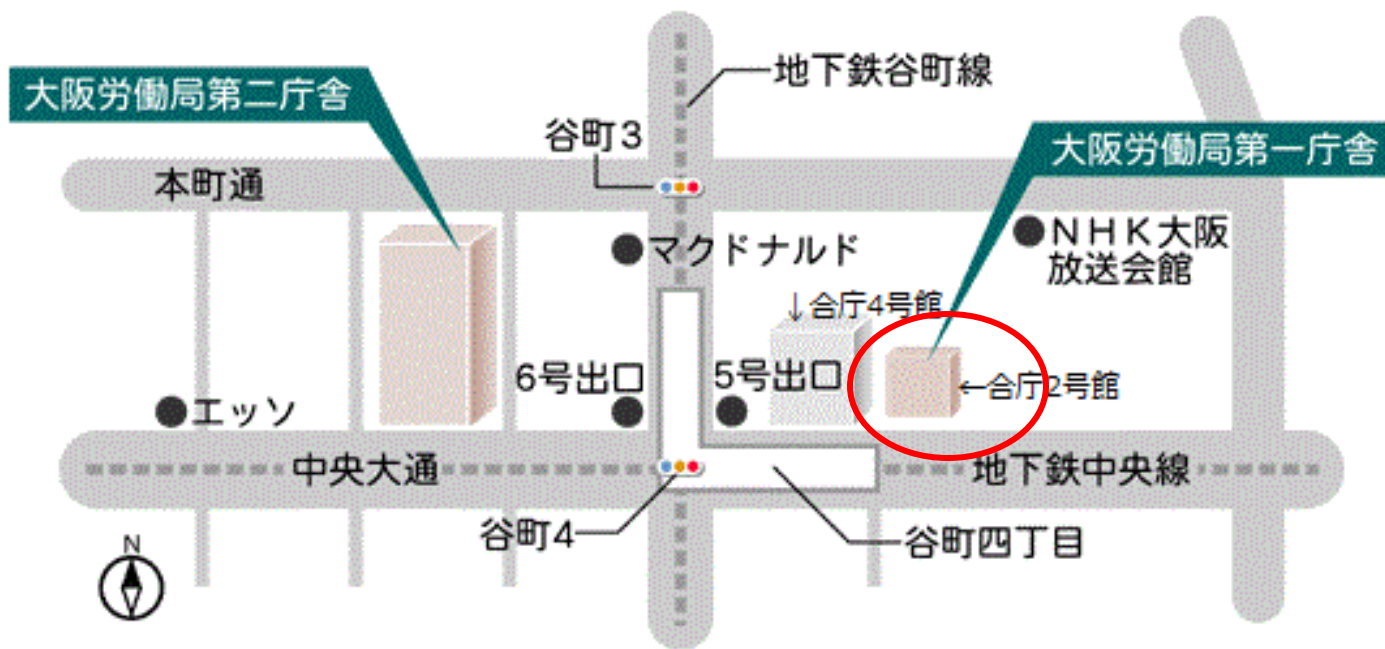 地下鉄谷町線
大阪労働局第二庁舎
谷町3
大阪労働局第一庁舎
本町通
マクドナルド
NHK大阪
放送会館
↓合庁4号館
6号出口
5号出口
←合庁2号館
エッソ
中央大通
地下鉄中央線
谷町4
谷町四丁目
N